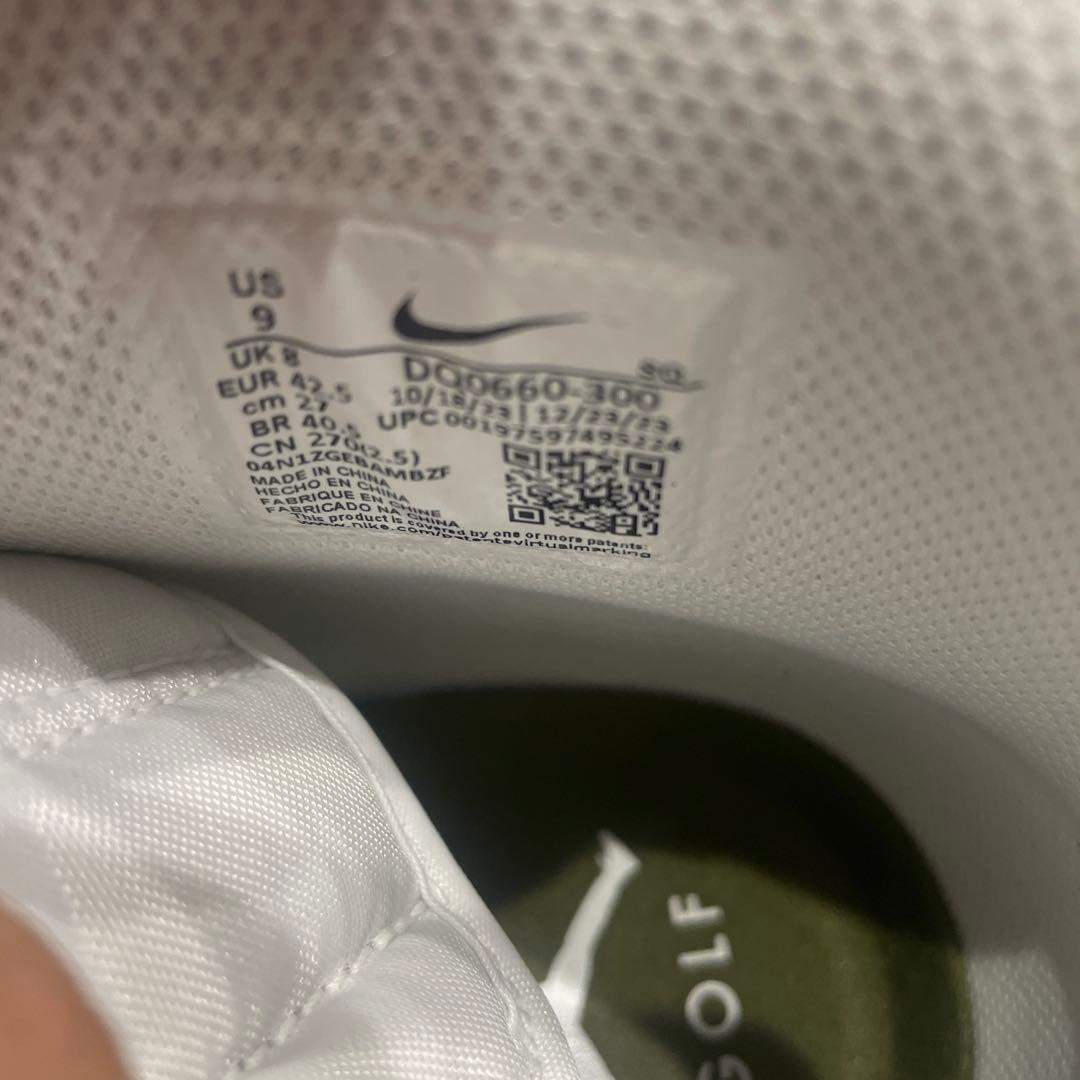 US
9
UK 8
EUR 42.5
cm 27
BR 40.5
CN 270(2.5)
04N1ZGEBAMBZF
MADE IN CHINA
HECHO EN CHINA
FABRIQUE EN CHINE
FABRICADO NA CHINA
SQ
DQ0660-300
10/18/23 | 12/23/23
UPC 00197597495224
This product is covered by one or more patents:
www.nike.com/patentsvirtualmarking
GOLF